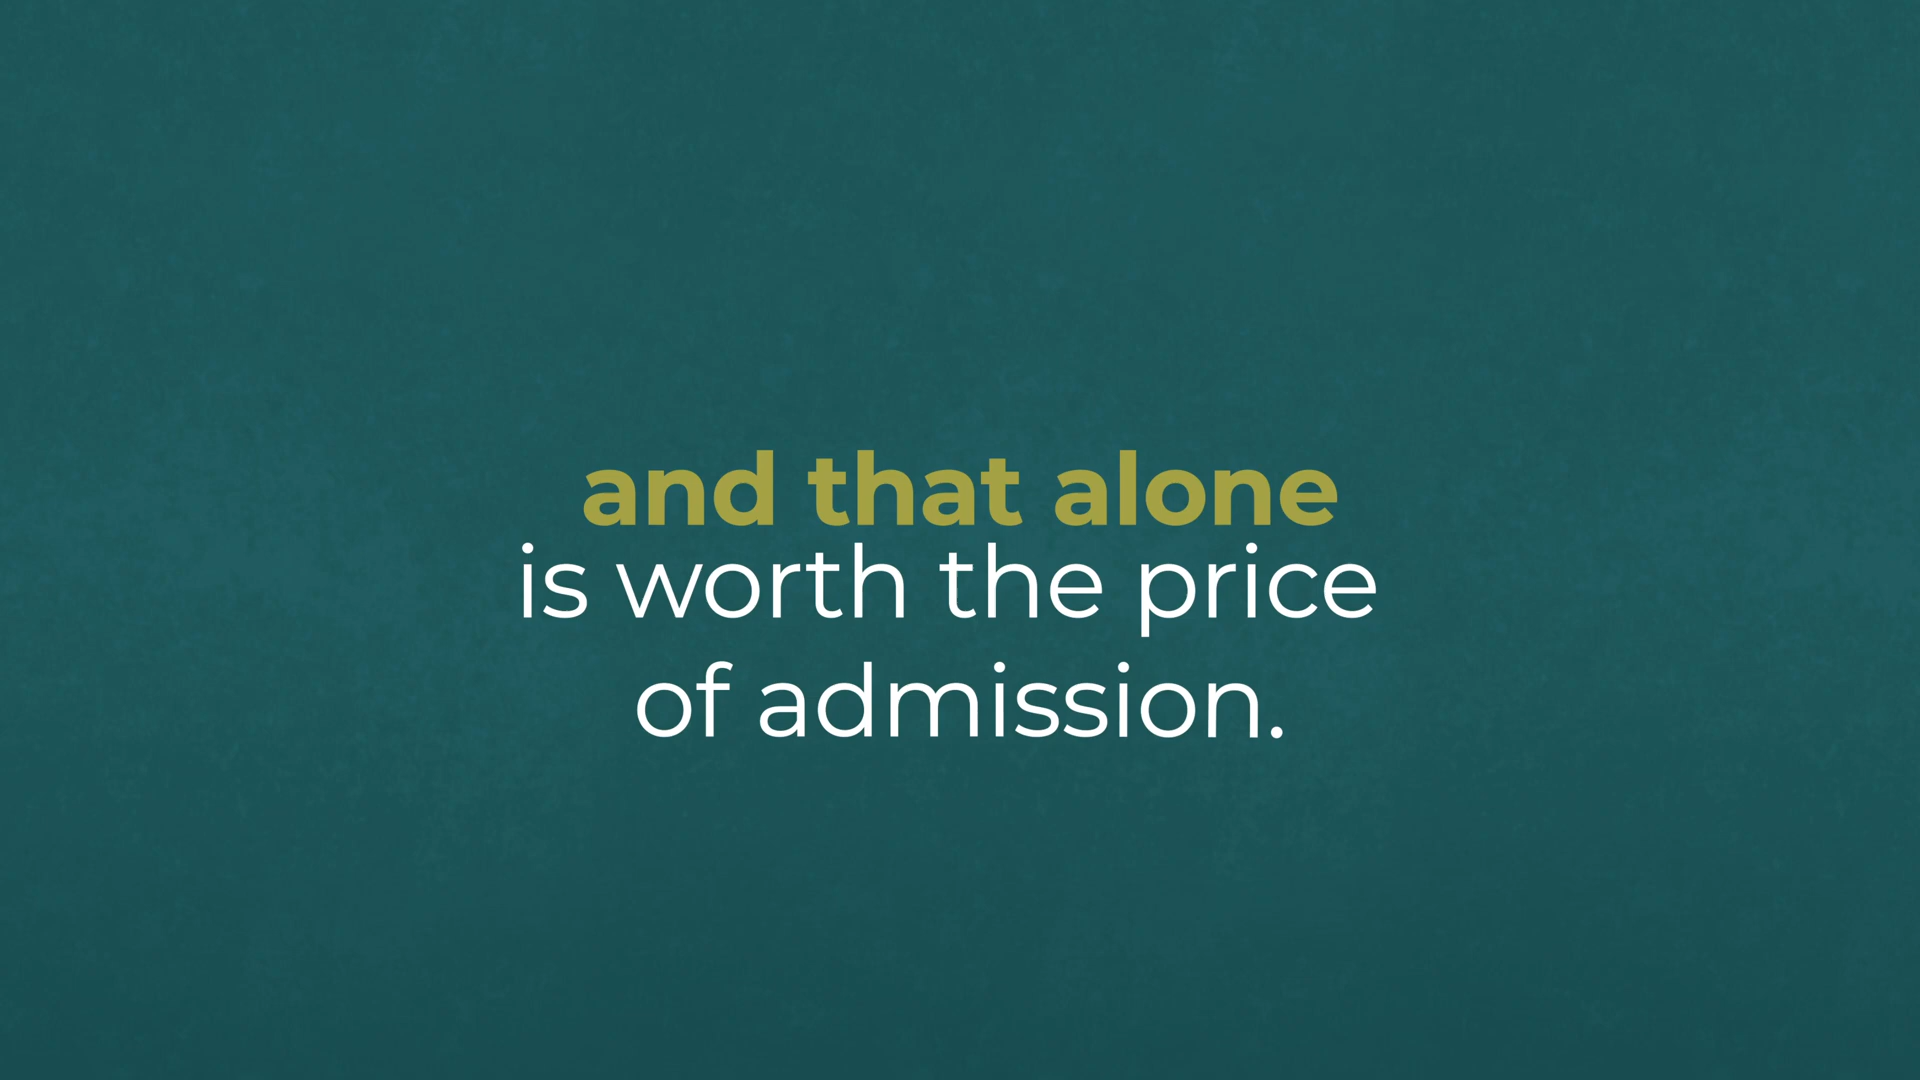 and that alone
is worth the price
of admission.